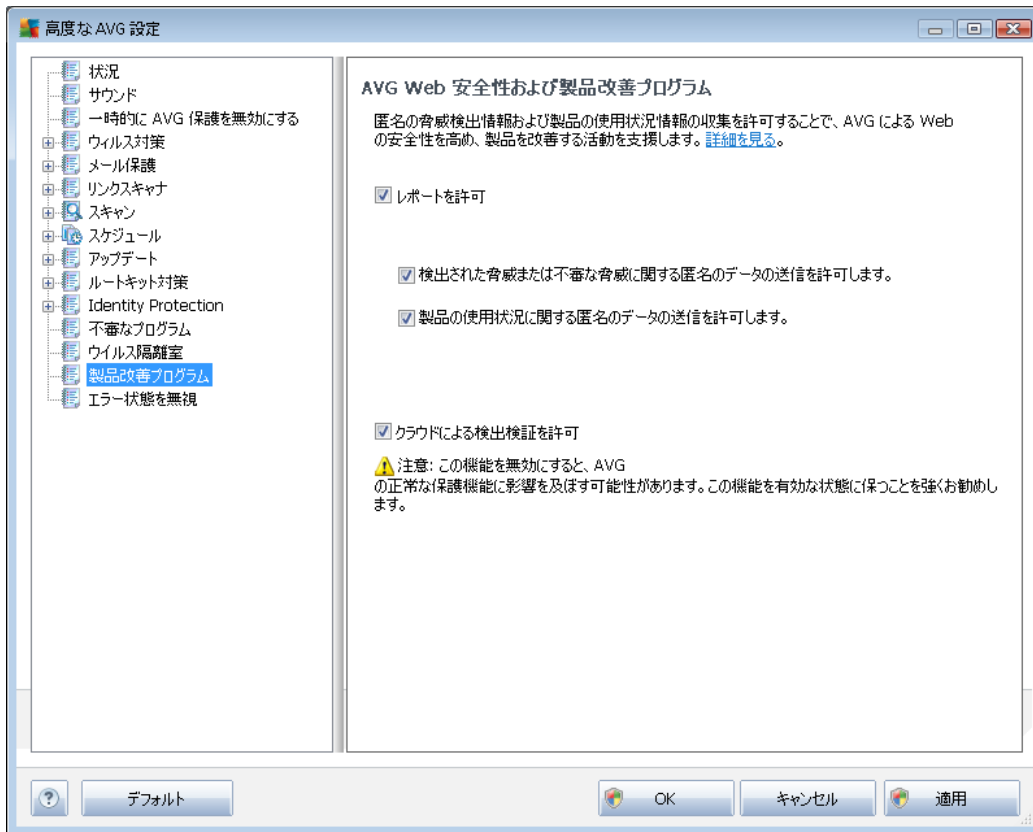 高度な AVG 設定
状況
サウンド
一時的に AVG 保護を無効にする
ウィルス対策
メール保護
リンクスキャナ
スキャン
スケジュール
アップデート
ルートキット対策
Identity Protection
不審なプログラム
ウイルス隔離室
製品改善プログラム
エラー状態を無視
AVG Web 安全性および製品改善プログラム
匿名の脅威検出情報および製品の使用状況情報の収集を許可することで、AVG による Web
の安全性を高め、製品を改善する活動を支援します。詳細を見る。
レポートを許可
検出された脅威または不審な脅威に関する匿名のデータの送信を許可します。
製品の使用状況に関する匿名のデータの送信を許可します。
クラウドによる検出検証を許可
注意: この機能を無効にすると、AVG
の正常な保護機能に影響を及ぼす可能性があります。この機能を有効な状態に保つことを強くお勧めし
ます。
? デフォルト OK キャンセル 適用